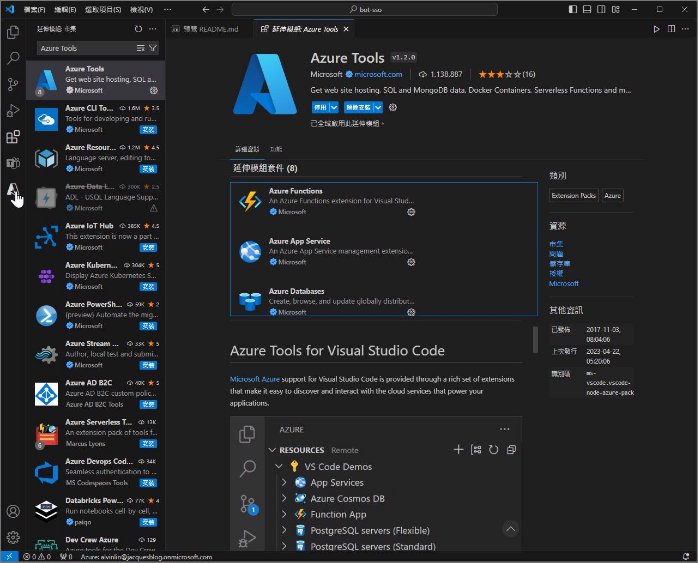 檔案(F) 編輯(E) 選取項目(S) ··· bot-sso
延伸模組: 市集
Azure Tools
預覽 README.md
延伸模組: Azure Tools
Azure Tools
Get web site hosting, SQL a...
Microsoft
Azure CLI To... 1.6M 3.5
Tools for developing and ru...
Microsoft 安裝
Azure Resour... 1.2M 4.5
Language server, editing to...
Microsoft 安裝
Azure Data L... 300K 2.5
ADL - USQL Language Supp...
Microsoft
Azure IoT Hub 4.5
This extension is now a part ...
Microsoft 安裝
Azure Kubern... 304K 5
Display Azure Kubernetes S...
Microsoft 安裝
Azure PowerSh... 2
(preview) Automate the mig...
Microsoft 安裝
Azure Stream ... 5
Author, local test and submi...
Microsoft 安裝
Azure AD B2C 5
Azure AD B2C custom polic...
Azure AD B2C Tools 安裝
Azure Serverless T...
An extension pack of tools f...
Marcus Lyons 安裝
Azure Devops Cod...
Seamless authentication to ...
MS Codespaces Tools 安裝
Databricks Pow... 77K 4
Run notebooks cell-by-cell, ...
paiqo 安裝
Dev Crew Azure 129
Azure tools for the Dev Crew...
Azure Tools v1.2.0
Microsoft microsoft.com 1,138,887 (16)
Get web site hosting, SQL and MongoDB data, Docker Containers, Serverless Functions and m...
停用 解除安裝
已全域啟用此延伸模組。
詳細資料 功能
延伸模組套件 (8)
Azure Functions
An Azure Functions extension for Visual Stud...
Microsoft
Azure App Service
An Azure App Service management extensio...
Microsoft
Azure Databases
Create, browse, and update globally distribut...
Microsoft
類別
Extension Packs Azure
資源
市集
問題
存放庫
授權
Microsoft
其他資訊
已發佈 2017-11-03, 08:04:06
上次發行 2023-04-22, 05:20:06
識別碼 ms-vscode.vscode-node-azure-pack
Azure Tools for Visual Studio Code
Microsoft Azure support for Visual Studio Code is provided through a rich set of extensions
that make it easy to discover and interact with the cloud services that power your
applications.
AZURE
RESOURCES Remote
VS Code Demos
App Services
Azure Cosmos DB
Function App
PostgreSQL servers (Flexible)
PostgreSQL servers (Standard)
0 0 0 Azure: alvinlin@jacquesblog.onmicrosoft.com